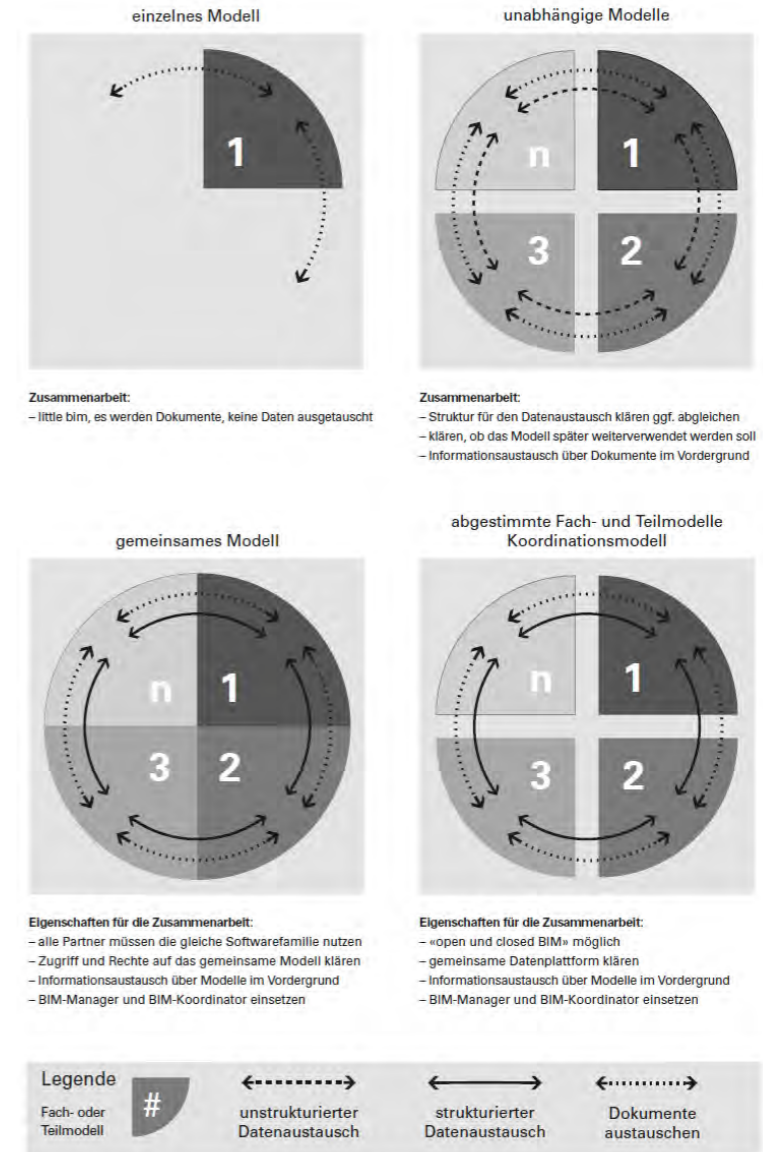 einzelnes Modell
1
Zusammenarbeit:
– little bim, es werden Dokumente, keine Daten ausgetauscht
unabhängige Modelle
n 1
3 2
Zusammenarbeit:
– Struktur für den Datenaustausch klären ggf. abgleichen
– klären, ob das Modell später weiterverwendet werden soll
– Informationsaustausch über Dokumente im Vordergrund
gemeinsames Modell
n 1
3 2
Eigenschaften für die Zusammenarbeit:
– alle Partner müssen die gleiche Softwarefamilie nutzen
– Zugriff und Rechte auf das gemeinsame Modell klären
– Informationsaustausch über Modelle im Vordergrund
– BIM-Manager und BIM-Koordinator einsetzen
abgestimmte Fach- und Teilmodelle
Koordinationsmodell
n 1
3 2
Eigenschaften für die Zusammenarbeit:
– «open und closed BIM» möglich
– gemeinsame Datenplattform klären
– Informationsaustausch über Modelle im Vordergrund
– BIM-Manager und BIM-Koordinator einsetzen
Legende
Fach- oder
Teilmodell
#
unstrukturierter
Datenaustausch
strukturierter
Datenaustausch
Dokumente
austauschen